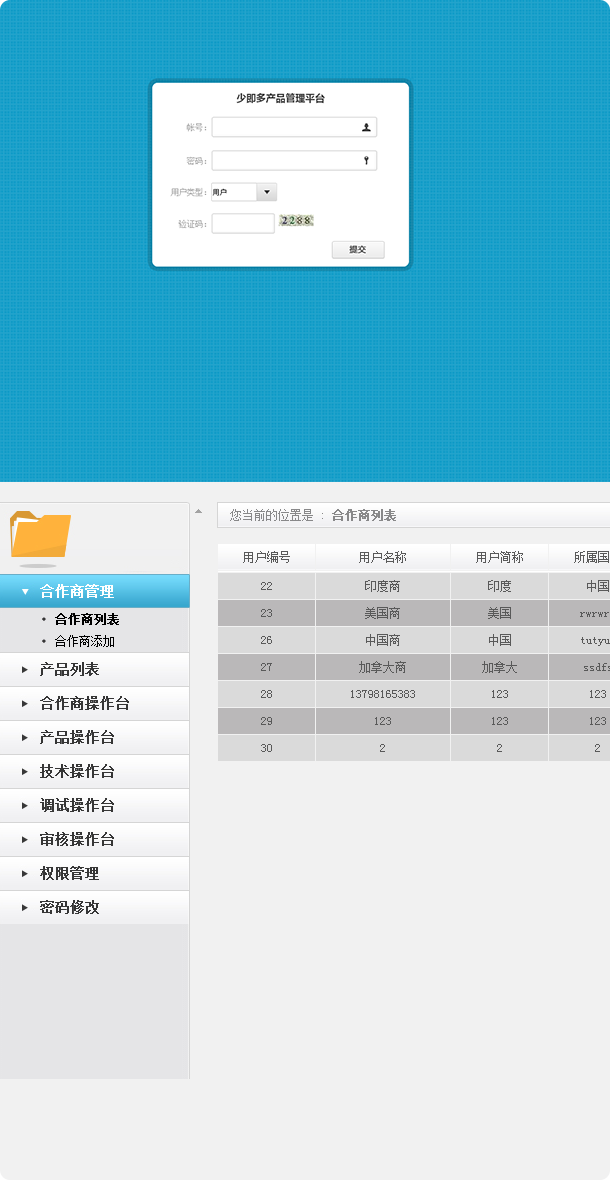 少即多产品管理平台
帐号：
密码：
用户类型： 用户
验证码： 2288
提交
您当前的位置是 ： 合作商列表
合作商管理
合作商列表
合作商添加
产品列表
合作商操作台
产品操作台
技术操作台
调试操作台
审核操作台
权限管理
密码修改
用户编号 用户名称 用户简称 所属国
22 印度商 印度 中国
23 美国商 美国 rwrwr
26 中国商 中国 tutyu
27 加拿大商 加拿大 ssdfs
28 13798165383 123 123
29 123 123 123
30 2 2 2